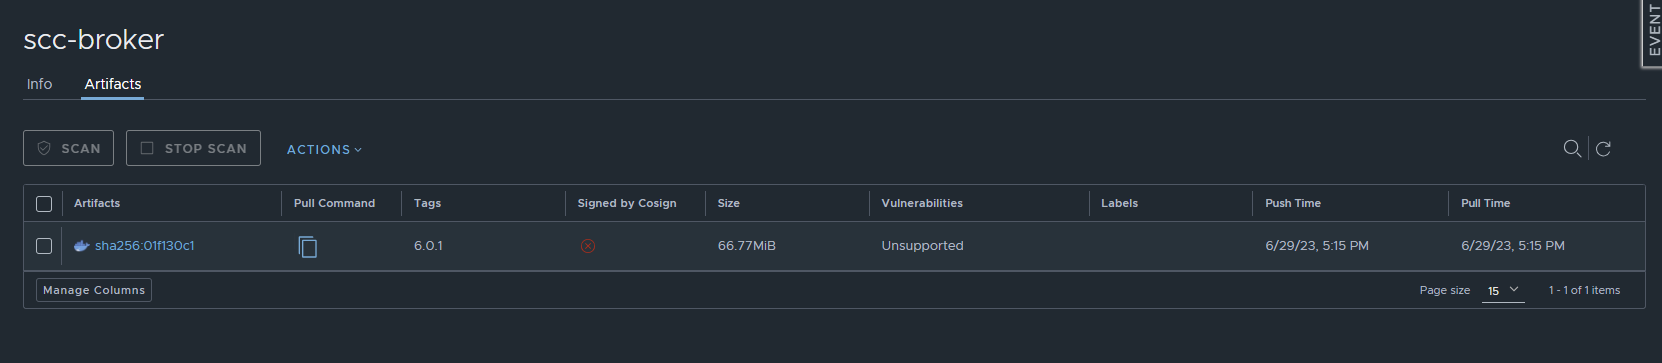 EVENT
scc-broker
Info Artifacts
SCAN STOP SCAN ACTIONS
Artifacts Pull Command Tags Signed by Cosign Size Vulnerabilities Labels Push Time Pull Time
sha256:01f130c1 6.0.1 66.77MiB Unsupported 6/29/23, 5:15 PM 6/29/23, 5:15 PM
Manage Columns Page size 15 1 - 1 of 1 items